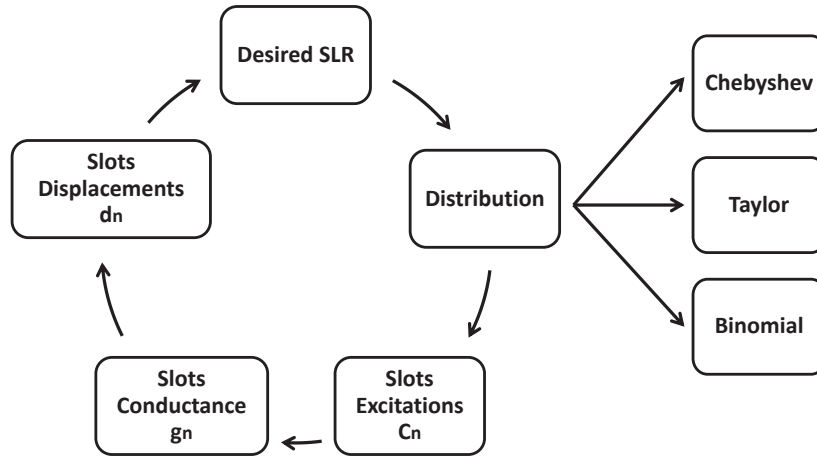 Desired SLR
Chebyshev
Slots
Displacements
dn
Distribution
Taylor
Binomial
Slots
Conductance
gn
Slots
Excitations
Cn